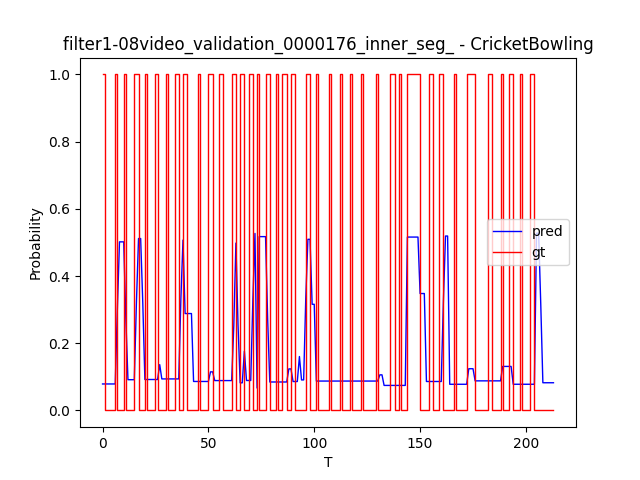 filter1-08video_validation_0000176_inner_seg_ - CricketBowling
1.0
0.8
0.6
0.4
0.2
0.0
Probability
pred
gt
0
50
100
150
200
T